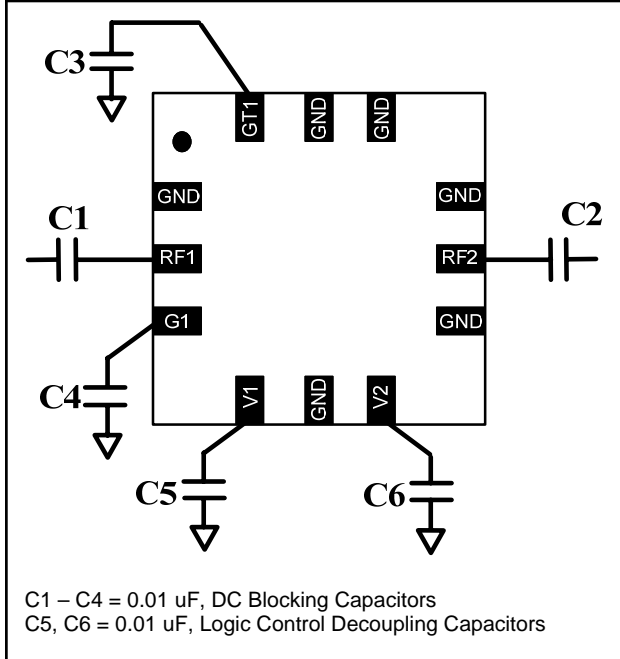 C3
GT1
GND
GND
GND
GND
C1
C2
RF1
RF2
G1
GND
C4
V1
GND
V2
C5
C6
C1 – C4 = 0.01 uF, DC Blocking Capacitors
C5, C6 = 0.01 uF, Logic Control Decoupling Capacitors